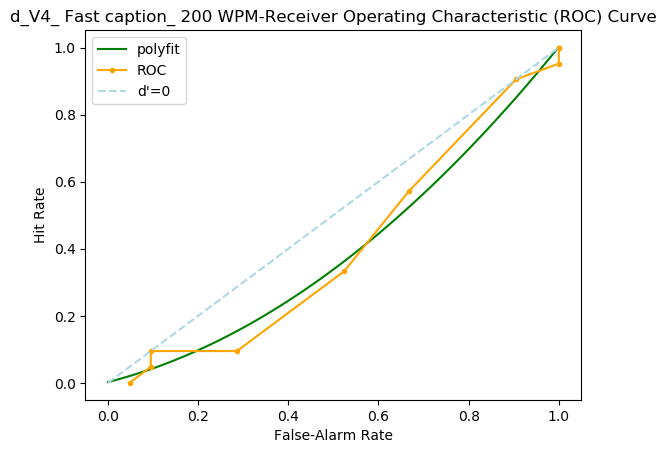 d_V4_ Fast caption_ 200 WPM-Receiver Operating Characteristic (ROC) Curve
polyfit
ROC
d'=0
Hit Rate
1.0
0.8
0.6
0.4
0.2
0.0
0.0 0.2 0.4 0.6 0.8 1.0
False-Alarm Rate